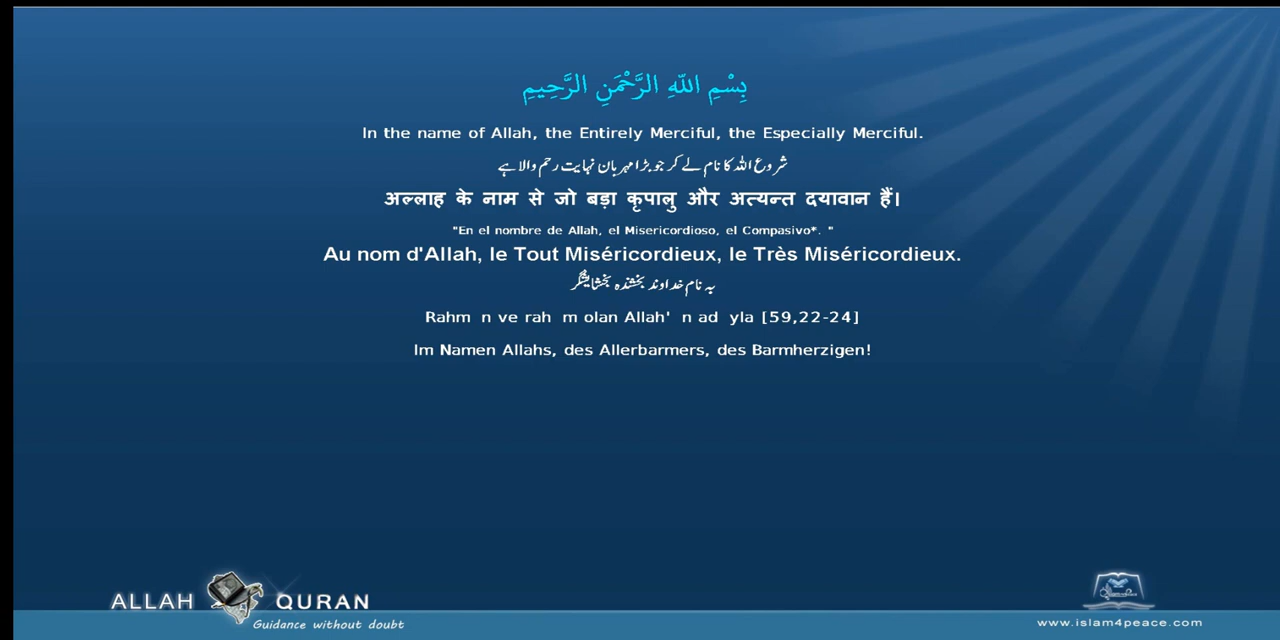 بِسْمِ اللّٰهِ الرَّحْمَنِ الرَّحِيمِ
In the name of Allah, the Entirely Merciful, the Especially Merciful.
شروع اللہ کا نام لے کر جو بڑا مہربان نہایت رحم والا ہے
अल्लाह के नाम से जो बड़ा कृपालु और अत्यन्त दयावान हैं।
"En el nombre de Allah, el Misericordioso, el Compasivo*. "
Au nom d'Allah, le Tout Miséricordieux, le Très Miséricordieux.
به نام خداوند بخشنده بخشایشگر
Rahm n ve rah m olan Allah' n ad yla [59,22-24]
Im Namen Allahs, des Allerbarmers, des Barmherzigen!
ALLAH QURAN
Guidance without doubt
www.islam4peace.com